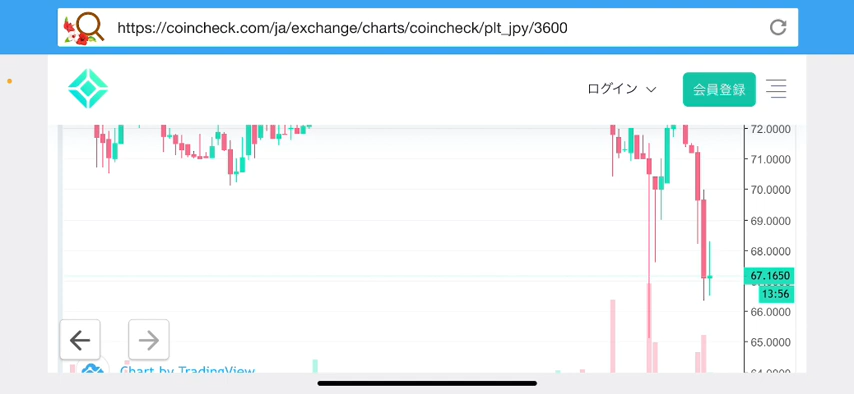 https://coincheck.com/ja/exchange/charts/coincheck/plt_jpy/3600
ログイン
会員登録
72.0000
71.0000
70.0000
69.0000
68.0000
67.1650
13:56
66.0000
65.0000
64.0000
Chart by TradingView